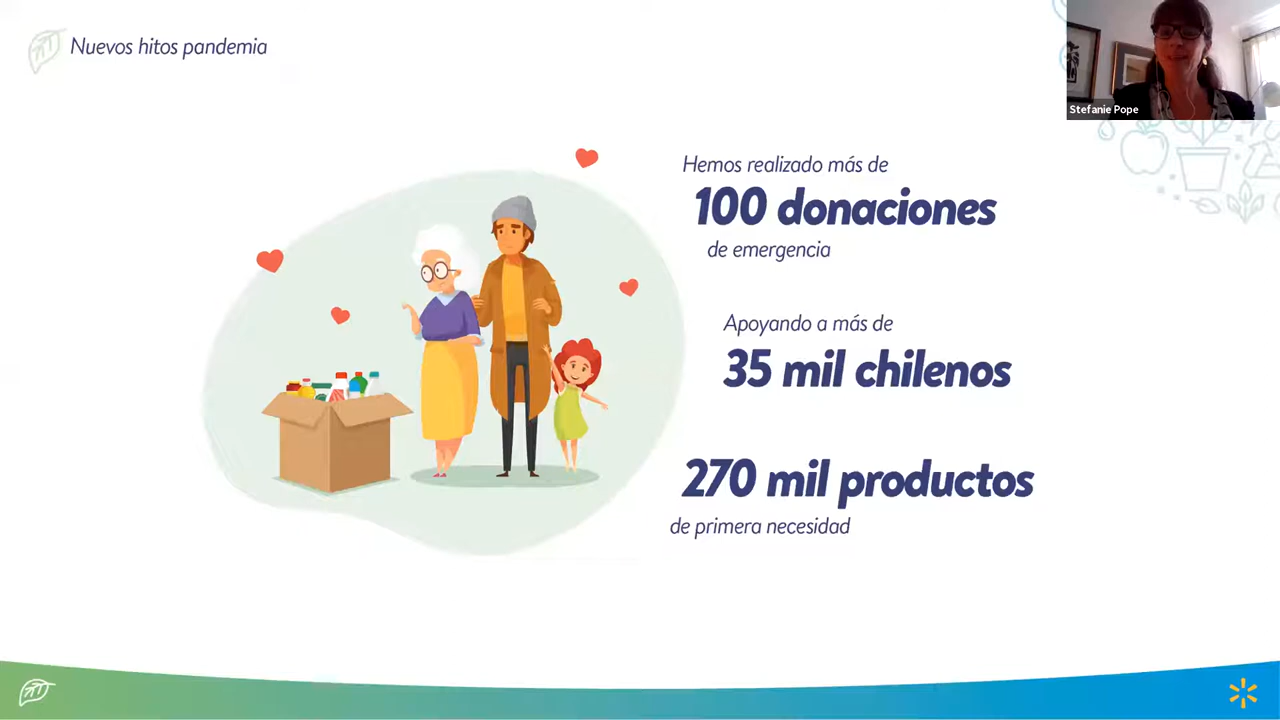 Nuevos hitos pandemia
Stefanie Pope
Hemos realizado más de
100 donaciones
de emergencia
Apoyando a más de
35 mil chilenos
270 mil productos
de primera necesidad